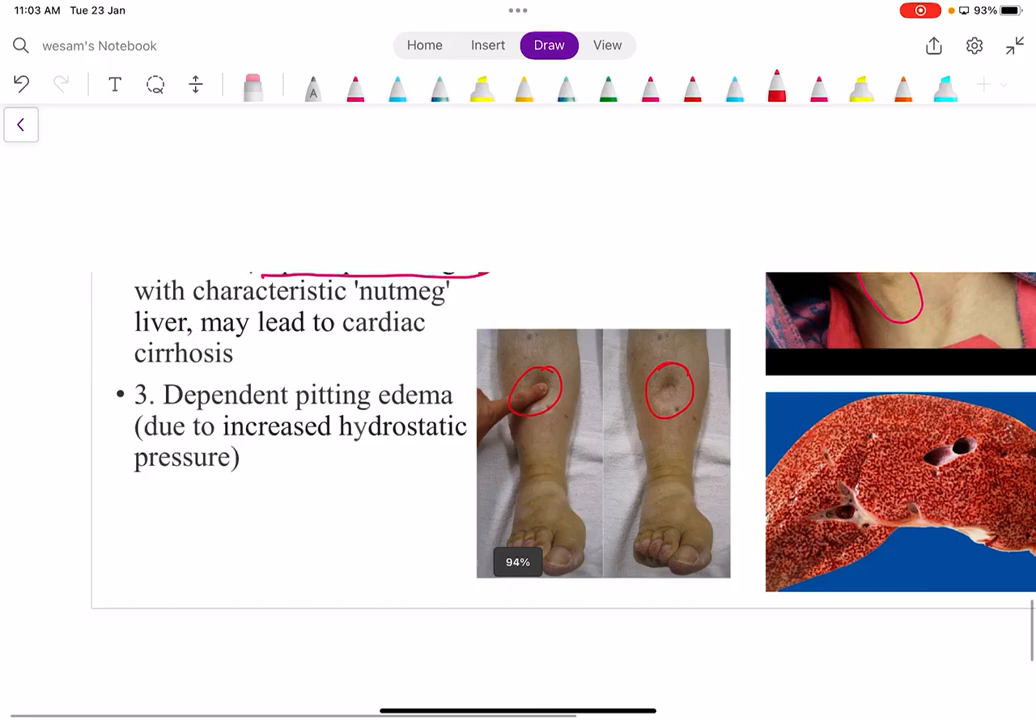 11:03 AM Tue 23 Jan
93%
wesam's Notebook
Home Insert Draw View
T
A
with characteristic 'nutmeg'
liver, may lead to cardiac
cirrhosis
• 3. Dependent pitting edema
(due to increased hydrostatic
pressure)
94%